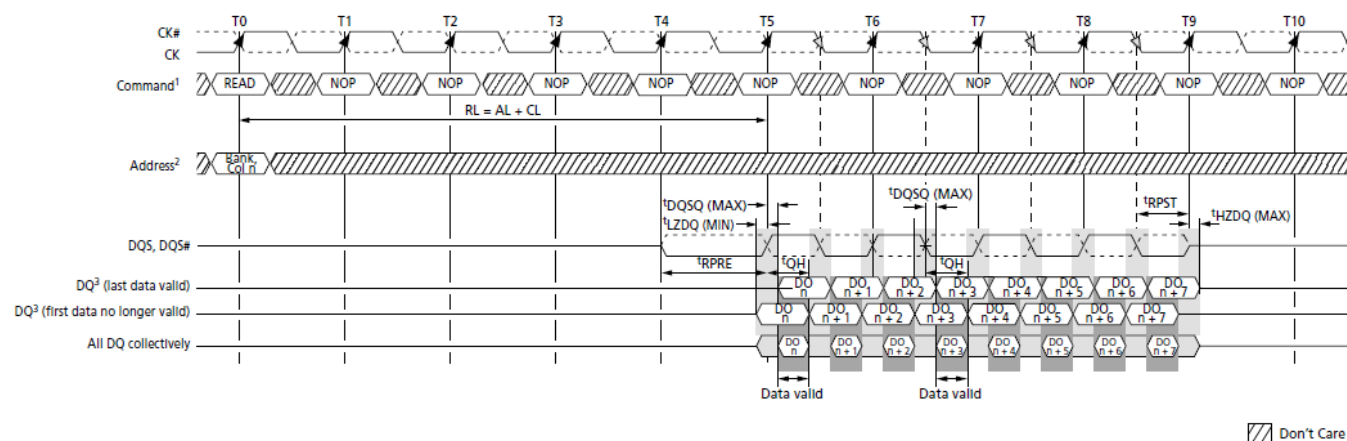 T0 T1 T2 T3 T4 T5 T6 T7 T8 T9 T10
CK#
CK
Command1 READ NOP NOP NOP NOP NOP NOP NOP NOP NOP NOP
RL = AL + CL
Address2 Bank,
Col n
tDQSQ (MAX) tDQSQ (MAX) tRPST
tLZDQ (MIN) tHZDQ (MAX)
DQS, DQS#
tRPRE tQH tQH
DQ3 (last data valid) DO n DO n + 1 DO n + 2 DO n + 3 DO n + 4 DO n + 5 DO n + 6 DO n + 7
DQ3 (first data no longer valid) DO n DO n + 1 DO n + 2 DO n + 3 DO n + 4 DO n + 5 DO n + 6 DO n + 7
All DQ collectively DO n DO n + 1 DO n + 2 DO n + 3 DO n + 4 DO n + 5 DO n + 6 DO n + 7
Data valid Data valid
Don't Care